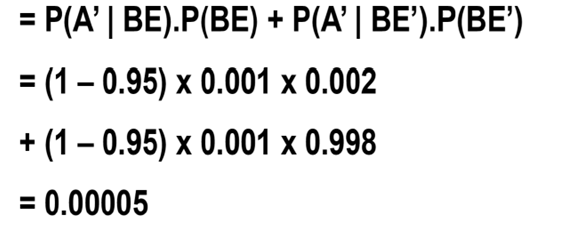 = P(A’ | BE).P(BE) + P(A’ | BE’).P(BE’)
= (1 – 0.95) x 0.001 x 0.002
+ (1 – 0.95) x 0.001 x 0.998
= 0.00005